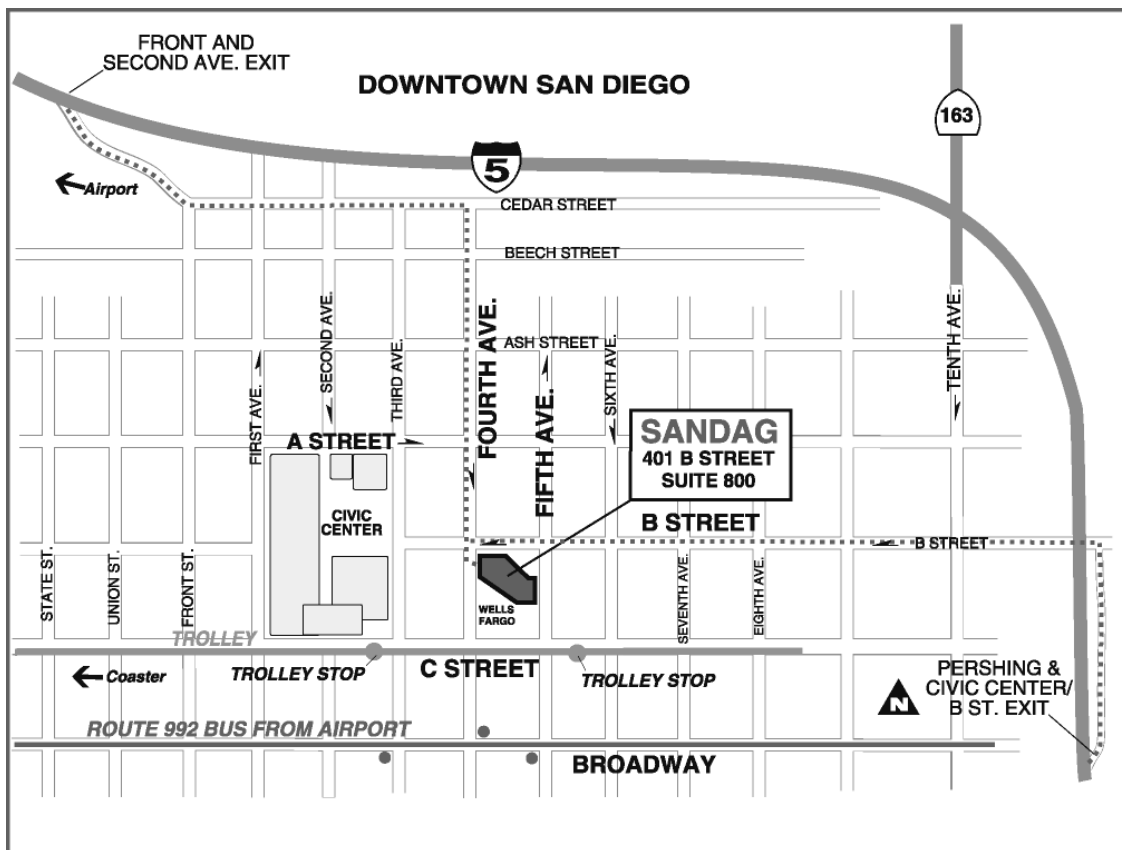 FRONT AND
SECOND AVE. EXIT
DOWNTOWN SAN DIEGO
163
5
Airport
CEDAR STREET
BEECH STREET
SECOND AVE.
FOURTH AVE.
TENTH AVE.
ASH STREET
THIRD AVE.
SIXTH AVE.
FIRST AVE.
FIFTH AVE.
A STREET
SANDAG
401 B STREET
SUITE 800
CIVIC
CENTER
B STREET
B STREET
STATE ST.
UNION ST.
FRONT ST.
WELLS
FARGO
SEVENTH AVE.
EIGHTH AVE.
TROLLEY
TROLLEY STOP
C STREET
TROLLEY STOP
Coaster
PERSHING &
CIVIC CENTER/
B ST. EXIT
N
ROUTE 992 BUS FROM AIRPORT
BROADWAY